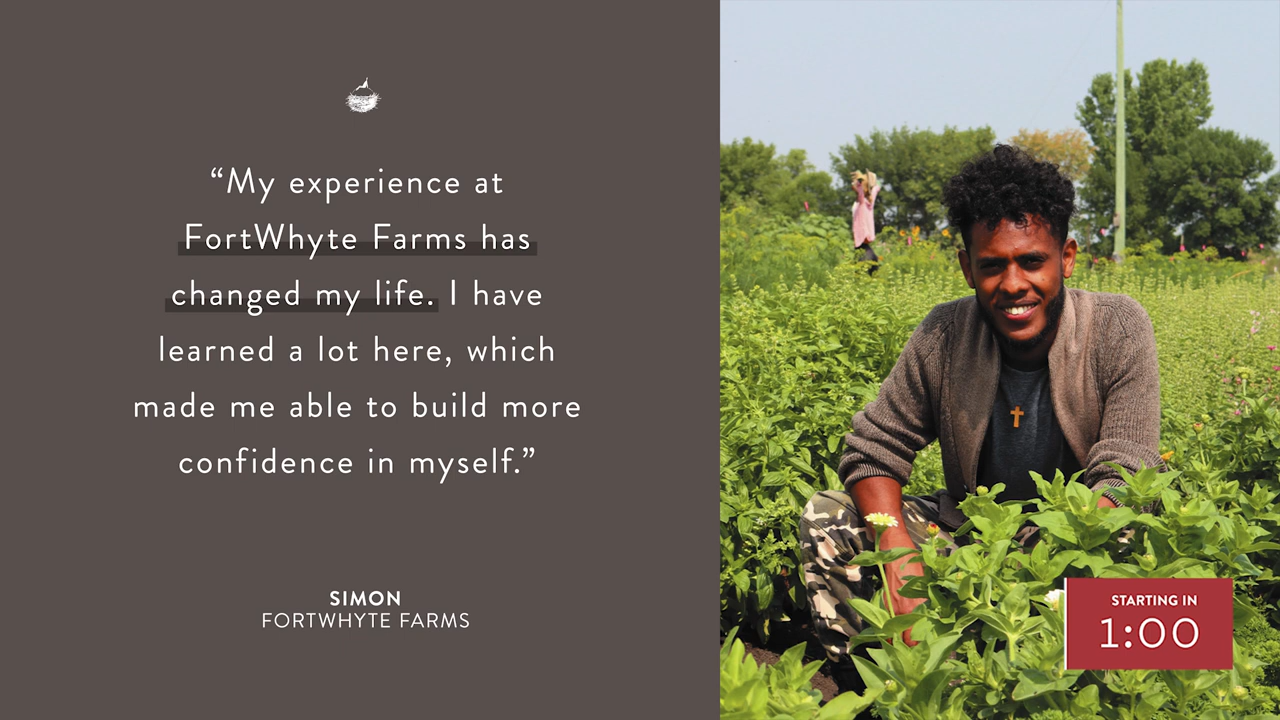 “My experience at
FortWhyte Farms has
changed my life. I have
learned a lot here, which
made me able to build more
confidence in myself.”
SIMON
FORTWHYTE FARMS
STARTING IN
1:00